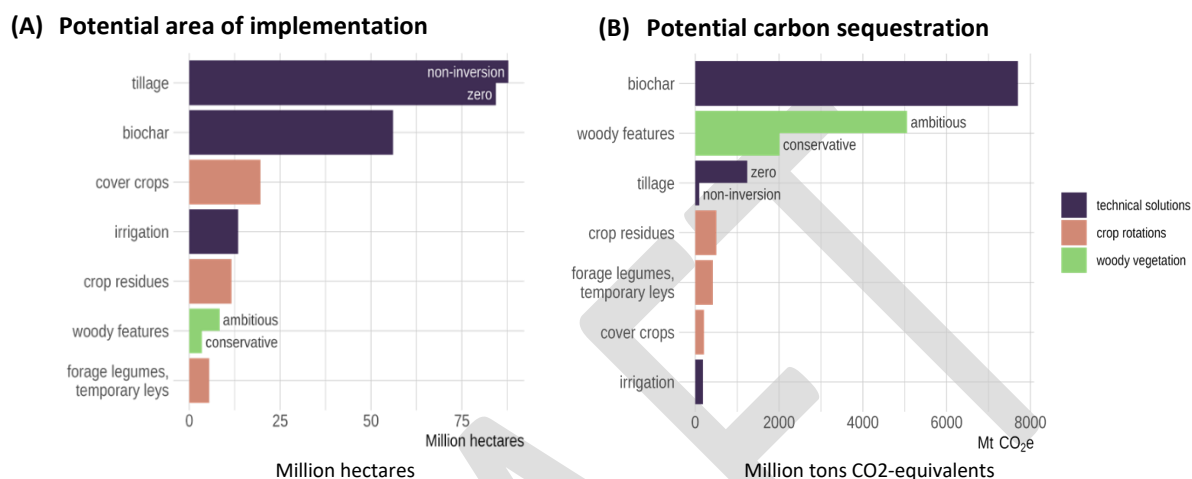 (A) Potential area of implementation
tillage
non-inversion
zero
biochar
cover crops
irrigation
crop residues
woody features
ambitious
conservative
forage legumes,
temporary leys
0
25
50
75
Million hectares
Million hectares
(B) Potential carbon sequestration
biochar
woody features
ambitious
conservative
tillage
zero
non-inversion
crop residues
forage legumes,
temporary leys
cover crops
irrigation
0
2000
4000
6000
8000
Mt CO₂e
Million tons CO2-equivalents
technical solutions
crop rotations
woody vegetation